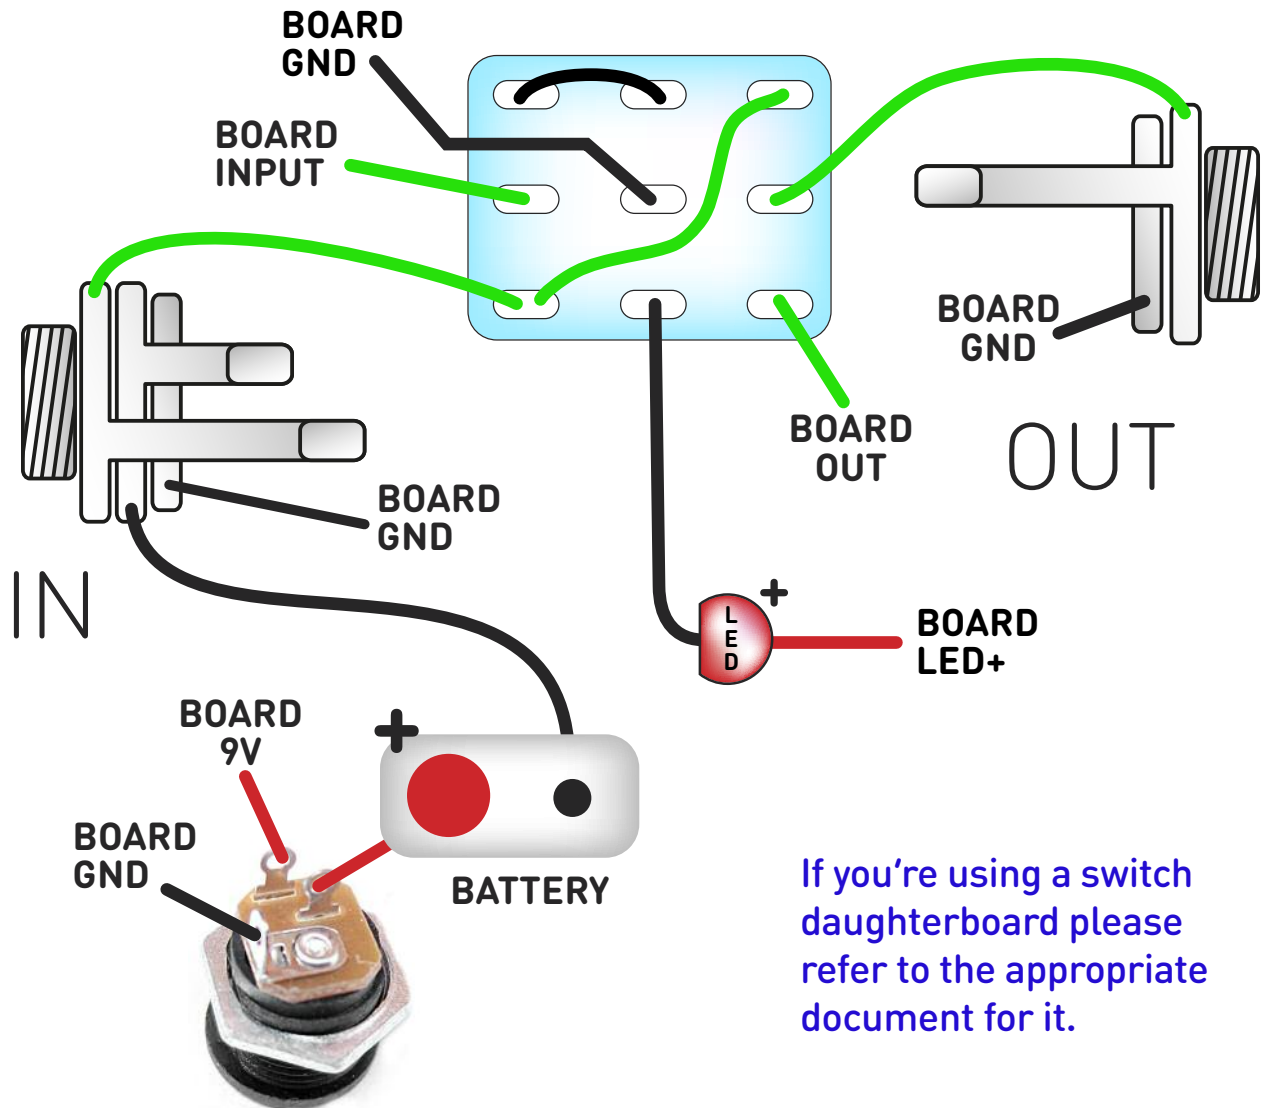 BOARD
GND
BOARD
INPUT
BOARD
GND
BOARD
OUT
OUT
BOARD
GND
IN
L
E
D
+
BOARD
LED+
BOARD
9V
+
BOARD
GND
BATTERY
If you're using a switch
daughterboard please
refer to the appropriate
document for it.